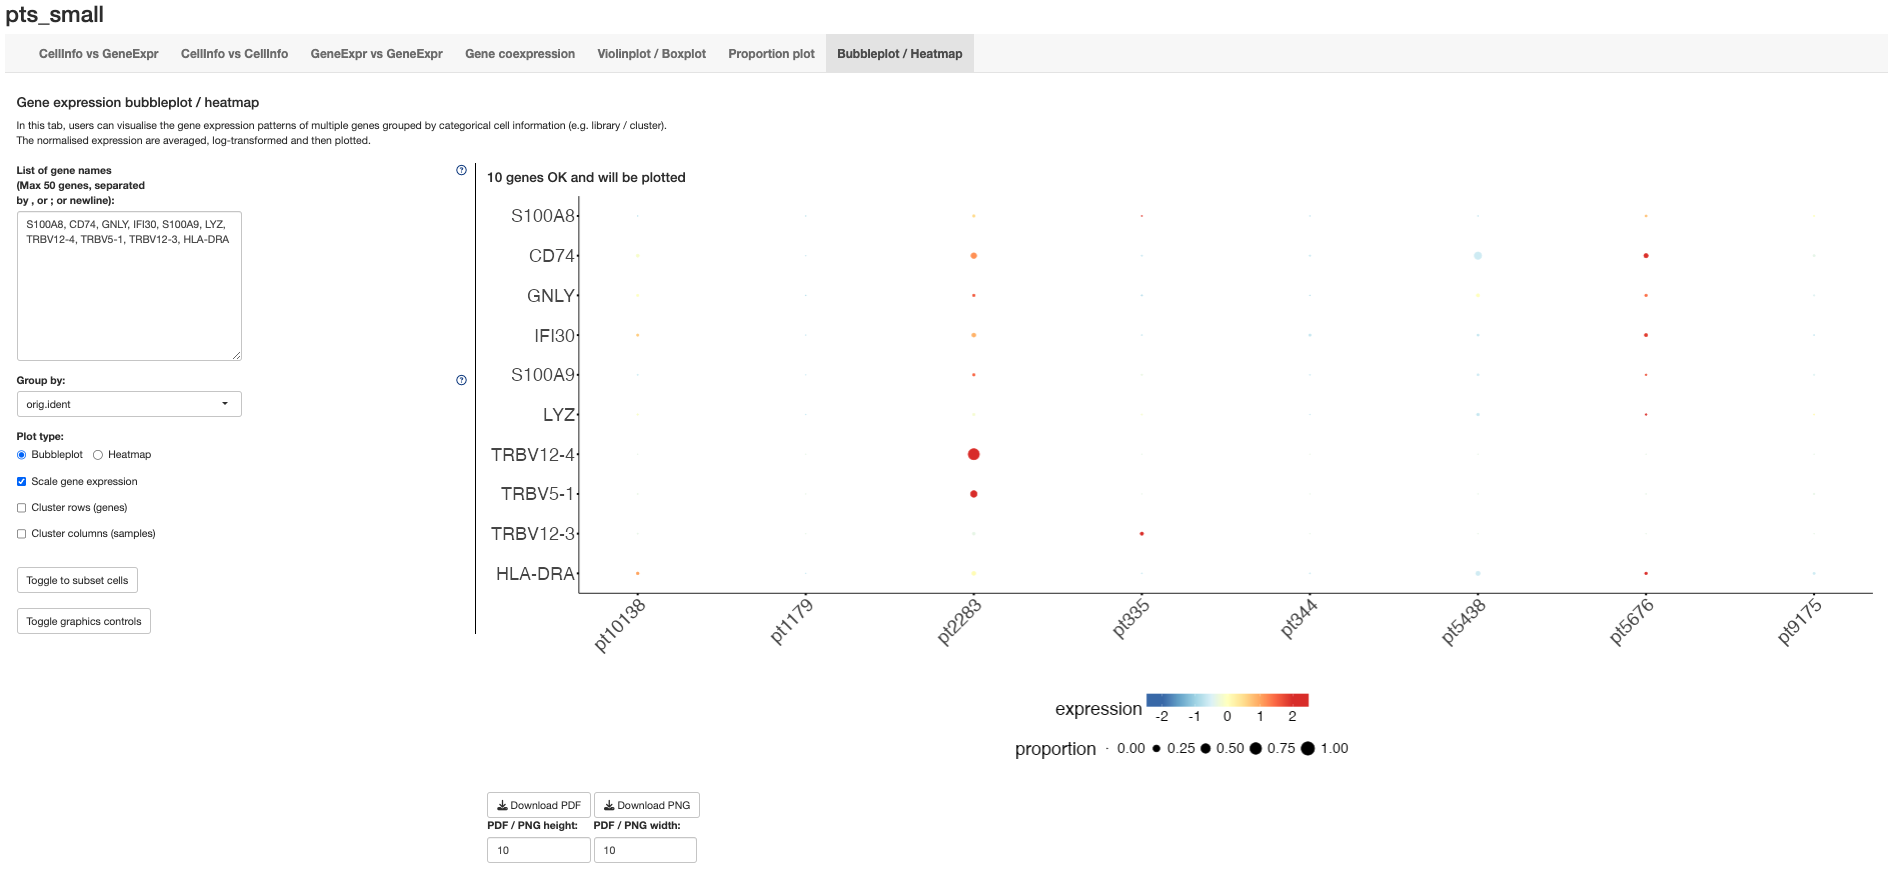 pts_small
CellInfo vs GeneExpr
CellInfo vs CellInfo
GeneExpr vs GeneExpr
Gene coexpression
Violinplot / Boxplot
Proportion plot
Bubbleplot / Heatmap
Gene expression bubbleplot / heatmap
In this tab, users can visualise the gene expression patterns of multiple genes grouped by categorical cell information (e.g. library / cluster).
The normalised expression are averaged, log-transformed and then plotted.
List of gene names
(Max 50 genes, separated
by , or ; or newline):
S100A8, CD74, GNLY, IFI30, S100A9, LYZ,
TRBV12-4, TRBV5-1, TRBV12-3, HLA-DRA
Group by:
orig.ident
Plot type:
Bubbleplot
Heatmap
Scale gene expression
Cluster rows (genes)
Cluster columns (samples)
Toggle to subset cells
Toggle graphics controls
10 genes OK and will be plotted
S100A8
CD74
GNLY
IFI30
S100A9
LYZ
TRBV12-4
TRBV5-1
TRBV12-3
HLA-DRA
pt10138
pt1179
pt2283
pt335
pt344
pt5438
pt5676
pt9175
expression
-2 -1 0 1 2
proportion 0.00 0.25 0.50 0.75 1.00
Download PDF
Download PNG
PDF / PNG height:
PDF / PNG width:
10
10